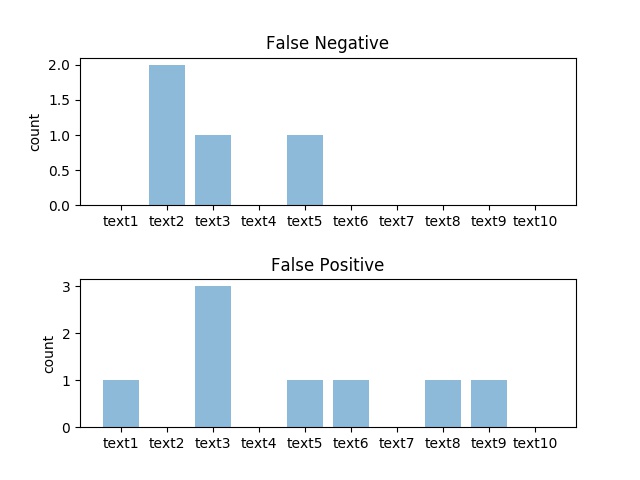 False Negative
2.0
1.5
1.0
0.5
0.0
count
text1 text2 text3 text4 text5 text6 text7 text8 text9 text10
False Positive
3
2
1
0
count
text1 text2 text3 text4 text5 text6 text7 text8 text9 text10